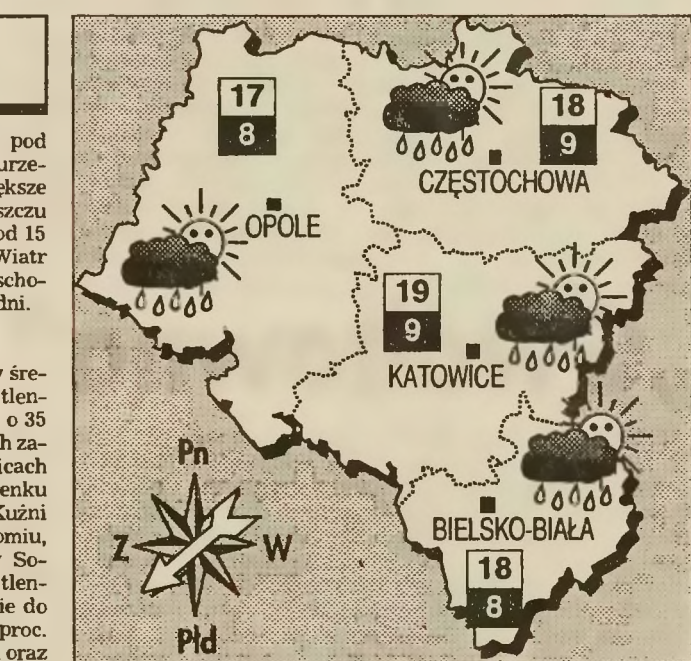 pod
urze-
ększe
szczu
od 15
Wiatr
scho-
dni.
y śre-
tlen-
o 35
h za-
icach
enku
Kuźni
omiu,
y So-
tlen-
ie do
proc.
oraz
17
8
OPOLE
18
9
CZĘSTOCHOWA
19
9
KATOWICE
BIELSKO-BIAŁA
18
8
Pn
Z
W
Płd